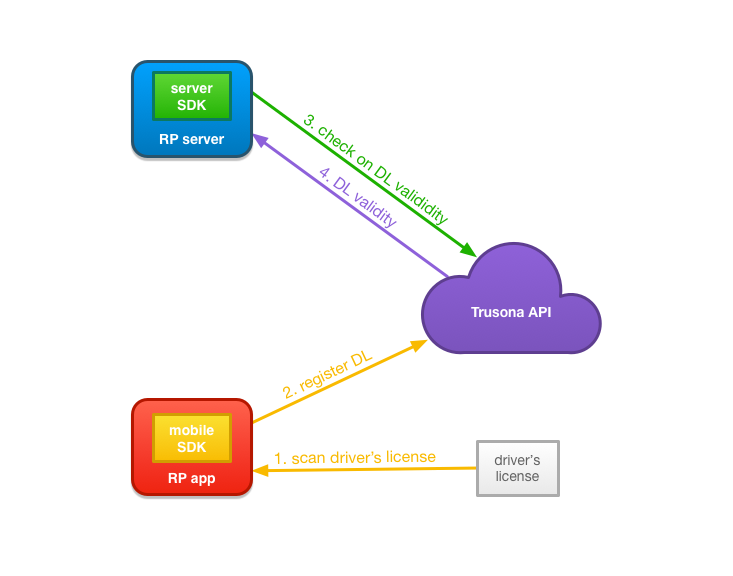 server
SDK
RP server
3. check on DL valididity
4. DL validity
Trusona API
2. register DL
mobile
SDK
RP app
1. scan driver's license
driver's
license